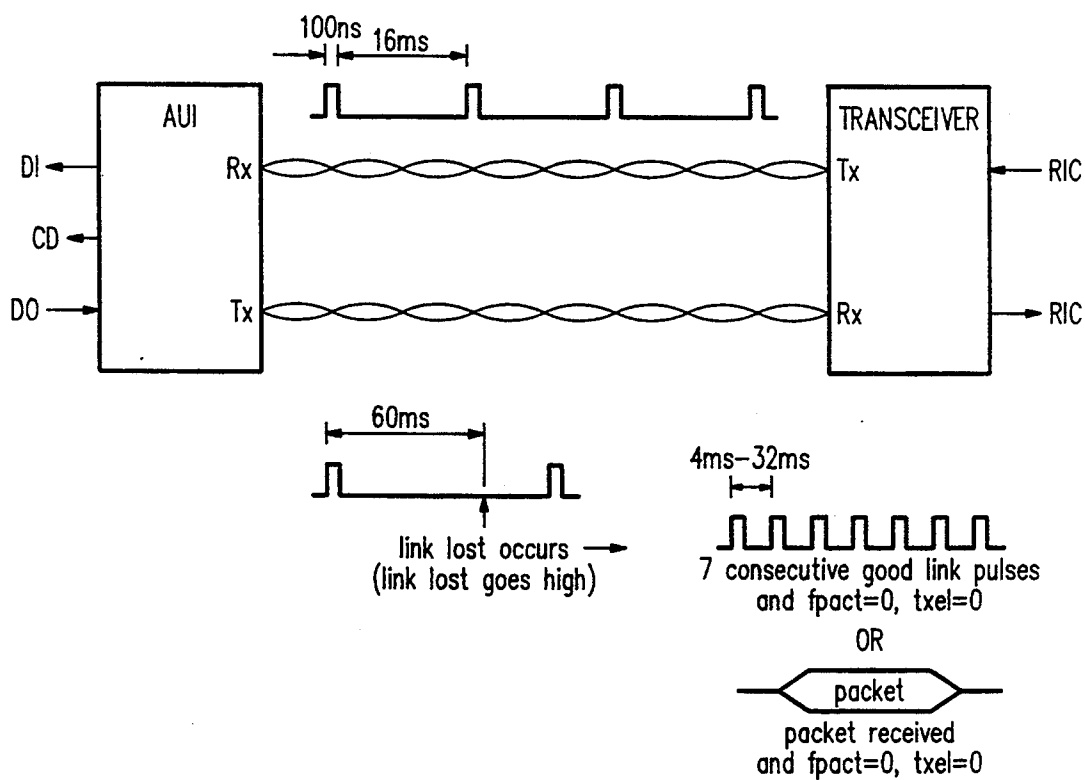 100ns
16ms
AUI
TRANSCEIVER
DI
Rx
Tx
RIC
CD
DO
Tx
Rx
RIC
60ms
4ms-32ms
link lost occurs
(link lost goes high)
7 consecutive good link pulses
and fpact=0, txel=0
OR
packet
packet received
and fpact=0, txel=0